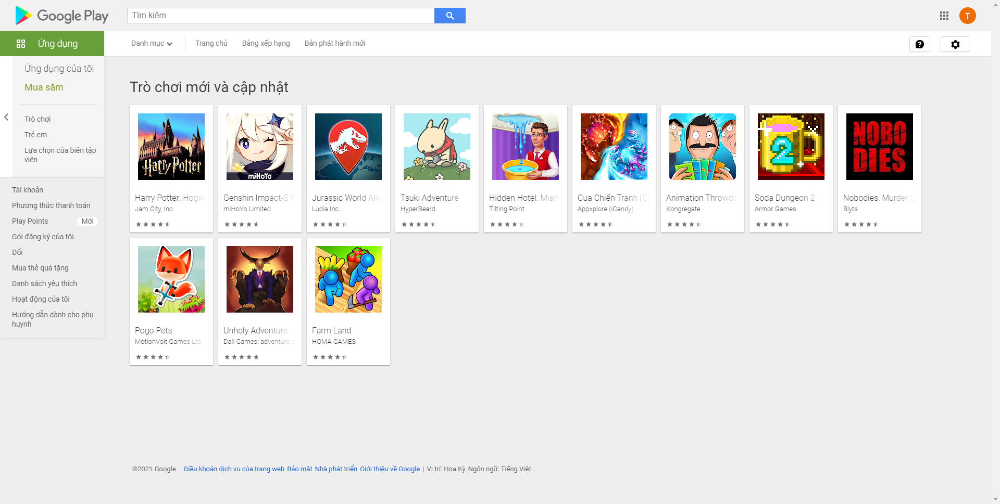 Google Play
Tìm kiếm
T
Ứng dụng
Danh mục
Trang chủ
Bảng xếp hạng
Bản phát hành mới
Ứng dụng của tôi
Mua sắm
Trò chơi
Trẻ em
Lựa chọn của biên tập
viên
Tài khoản
Phương thức thanh toán
Play Points
Mới
Gói đăng ký của tôi
Đổi
Mua thẻ quà tặng
Danh sách yêu thích
Hoạt động của tôi
Hướng dẫn dành cho phụ
huynh
Trò chơi mới và cập nhật
Harry Potter
Harry Potter: Hogw
Jam City, Inc.
miHoYo
Genshin Impact-S.P
miHoYo Limited
Jurassic World Aliv
Ludia Inc.
Tsuki Adventure
HyperBeard
Hidden Hotel: Miam
Tilting Point
Cua Chiến Tranh (C
Appxplore (iCandy)
Animation Throwdo
Kongregate
2
Soda Dungeon 2
Armor Games
NOBO
DIES
Nobodies: Murder C
Blyts
Pogo Pets
MotionVolt Games Ltd
Unholy Adventure:
Dali Games: adventure g
Farm Land
HOMA GAMES
©2021 Google Điều khoản dịch vụ của trang web Bảo mật Nhà phát triển Giới thiệu về Google | Vị trí: Hoa Kỳ Ngôn ngữ: Tiếng Việt